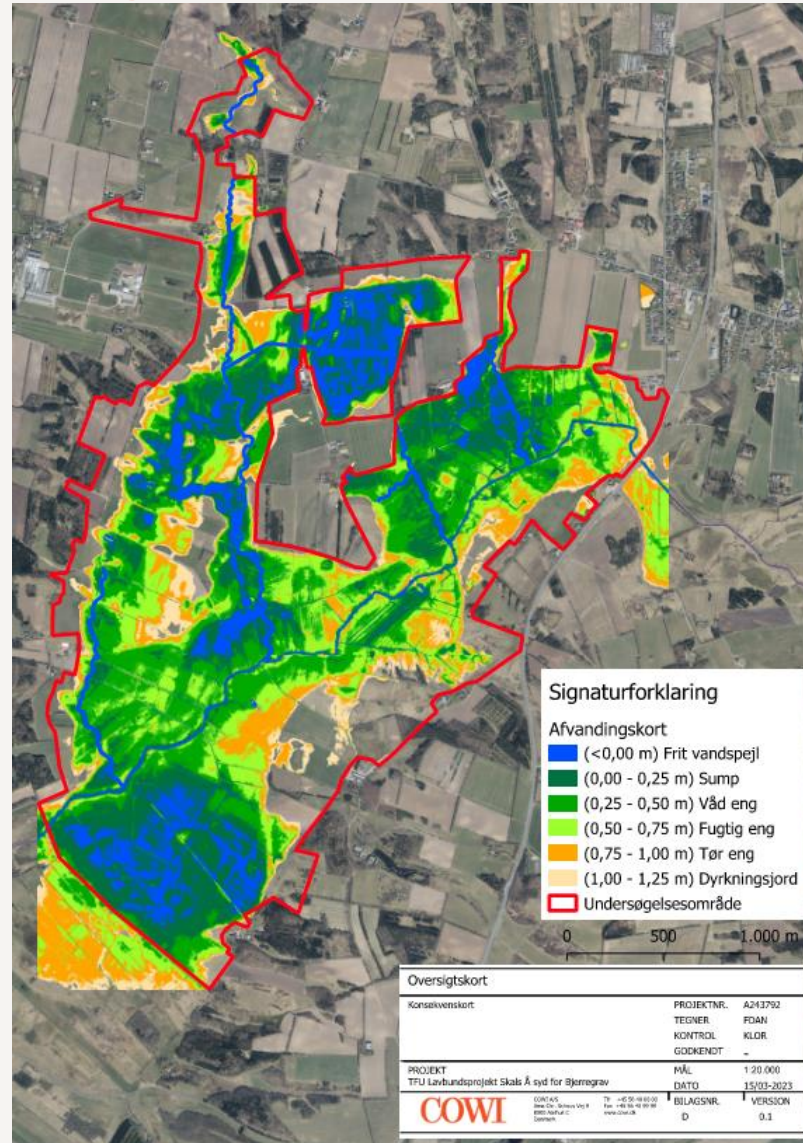 Signaturforklaring
Afvandingskort
(<0,00 m) Frit vandspejl
(0,00 - 0,25 m) Sump
(0,25 - 0,50 m) Våd eng
(0,50 - 0,75 m) Fugtig eng
(0,75 - 1,00 m) Tør eng
(1,00 - 1,25 m) Dyrkningsjord
Undersøgelsesområde
0 500 1.000 m
Oversigtskort
Konsekvenskort
PROJEKTNR. A243792
TEGNER FDAN
KONTROL KLOR
GODKENDT -
PROJEKT
TFU Lavbundsprojekt Skals Å syd for Bjerregrav
MÅL 1:20.000
DATO 15/03-2023
COWI
COWI A/S
BILAGSNR. VERSION
D 0.1